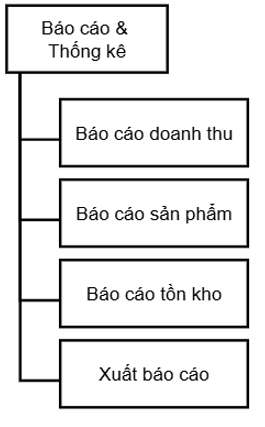 Báo cáo &
Thống kê
Báo cáo doanh thu
Báo cáo sản phẩm
Báo cáo tồn kho
Xuất báo cáo